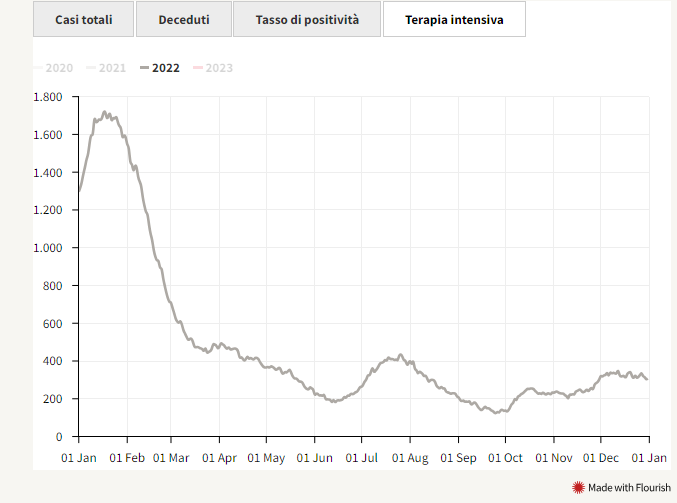 Casi totali Deceduti Tasso di positività Terapia intensiva
2020 2021 2022 2023
1.800
1.600
1.400
1.200
1.000
800
600
400
200
0
01 Jan 01 Feb 01 Mar 01 Apr 01 May 01 Jun 01 Jul 01 Aug 01 Sep 01 Oct 01 Nov 01 Dec 01 Jan
Made with Flourish